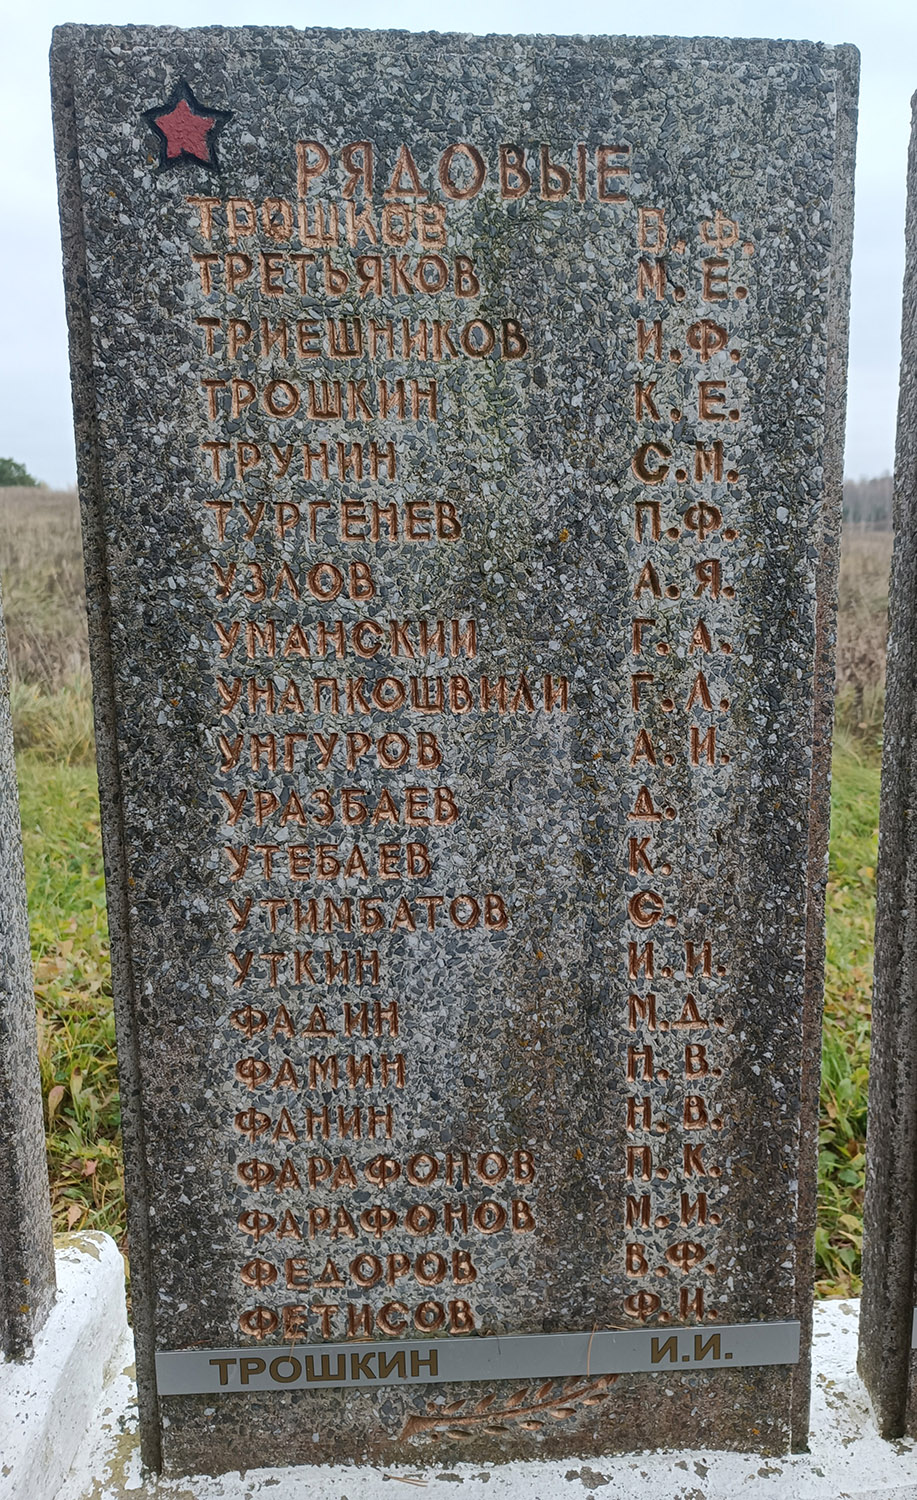 РЯДОВЫЕ
ТРОШКОВ В.Ф.
ТРЕТЬЯКОВ М.Е.
ТРИЕШНИКОВ И.Ф.
ТРОШКИН К.Е.
ТРУНИН С.М.
ТУРГЕНЕВ П.Ф.
УЗЛОВ А.Я.
УМАНСКИЙ Г.А.
УНАПКОШВИЛИ Г.Л.
УНГУРОВ А.И.
УРАЗБАЕВ Д.
УТЕБАЕВ К.
УТИМБАТОВ С.
УТКИН И.И.
ФАДИН М.Д.
ФАМИН Н.В.
ФАНИН Н.В.
ФАРАФОНОВ П.К.
ФАРАФОНОВ М.И.
ФЕДОРОВ В.Ф.
ФЕТИСОВ Ф.И.
ТРОШКИН И.И.